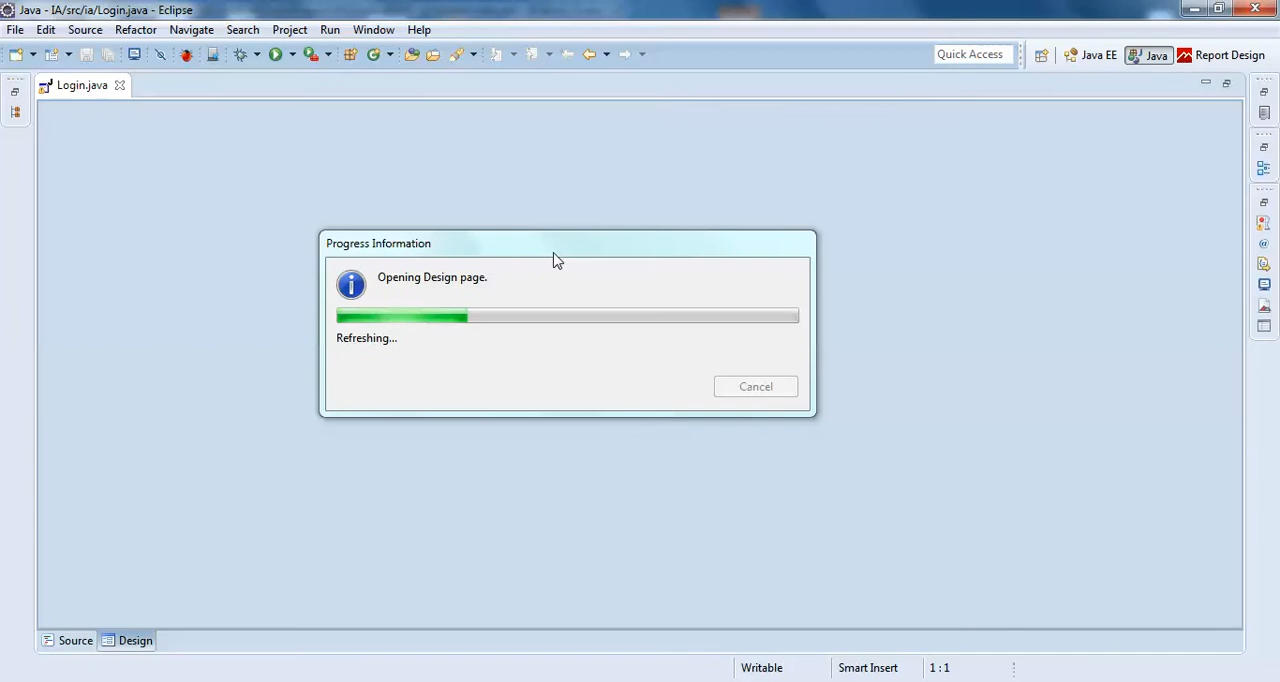 Java - IA/src/ia/Login.java - Eclipse
File Edit Source Refactor Navigate Search Project Run Window Help
Quick Access Java EE Java Report Design
Login.java
Progress Information
Opening Design page.
Refreshing...
Cancel
Source Design
Writable Smart Insert 1 : 1